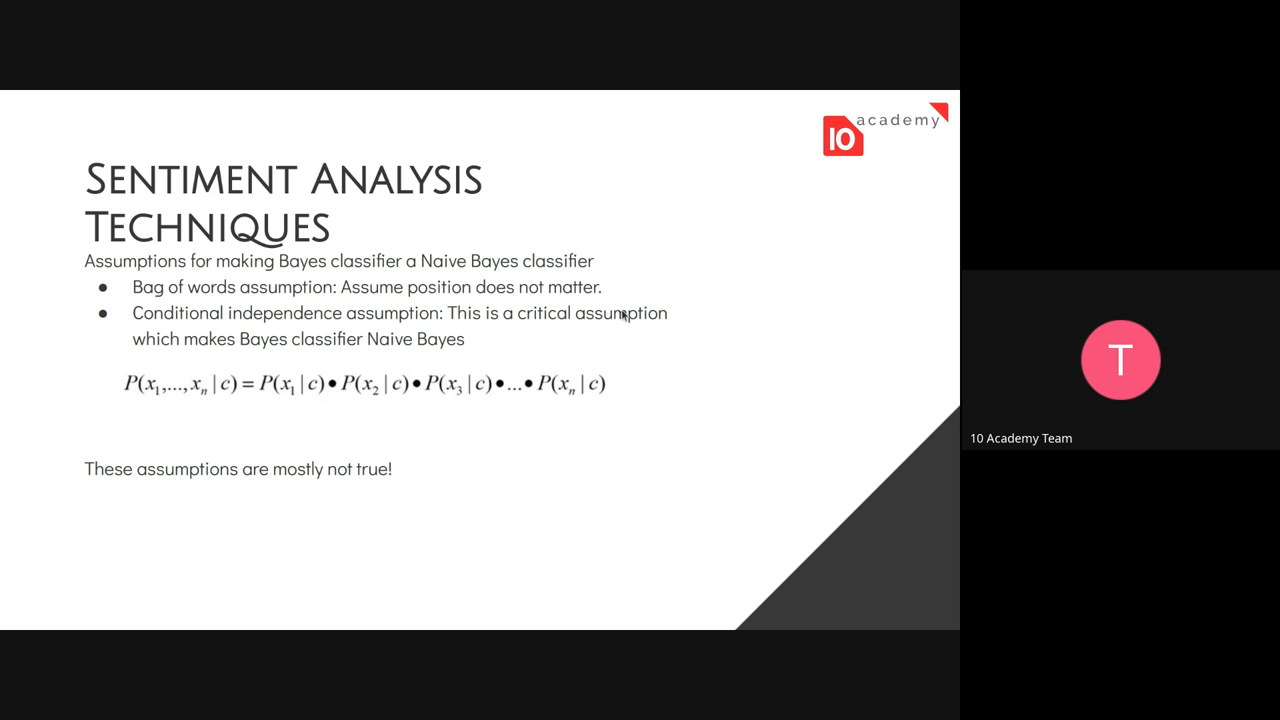 10 academy
SENTIMENT ANALYSIS
TECHNIQUES
Assumptions for making Bayes classifier a Naive Bayes classifier
● Bag of words assumption: Assume position does not matter.
● Conditional independence assumption: This is a critical assumption
which makes Bayes classifier Naive Bayes
P(x₁,...,xₙ | c) = P(x₁ | c) • P(x₂ | c) • P(x₃ | c) • ... • P(xₙ | c)
These assumptions are mostly not true!
T
10 Academy Team